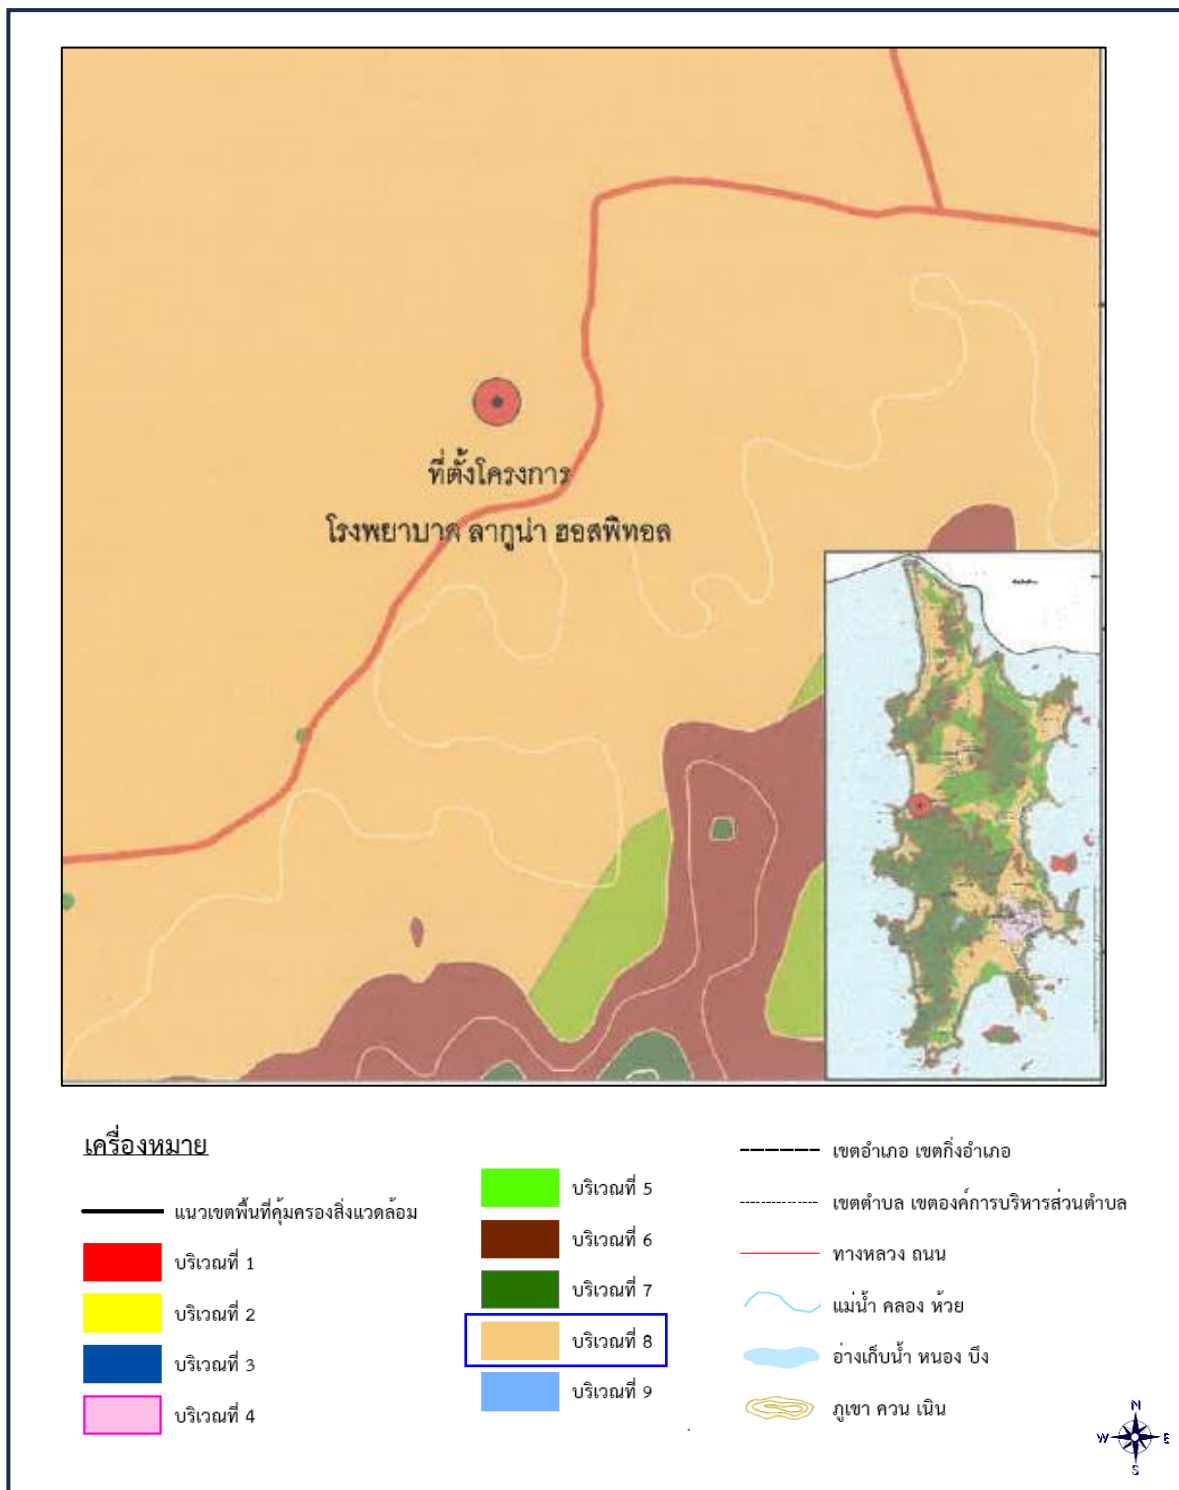 ที่ตั้งโครงการ
โรงพยาบาล ลากูน่า ฮอสพิทอล
เครื่องหมาย
แนวเขตพื้นที่คุ้มครองสิ่งแวดล้อม
บริเวณที่ 1
บริเวณที่ 2
บริเวณที่ 3
บริเวณที่ 4
บริเวณที่ 5
บริเวณที่ 6
บริเวณที่ 7
บริเวณที่ 8
บริเวณที่ 9
เขตอำเภอ เขตกิ่งอำเภอ
เขตตำบล เขตองค์การบริหารส่วนตำบล
ทางหลวง ถนน
แม่น้ำ คลอง ห้วย
อ่างเก็บน้ำ หนอง บึง
ภูเขา ควน เนิน
N
W E
S